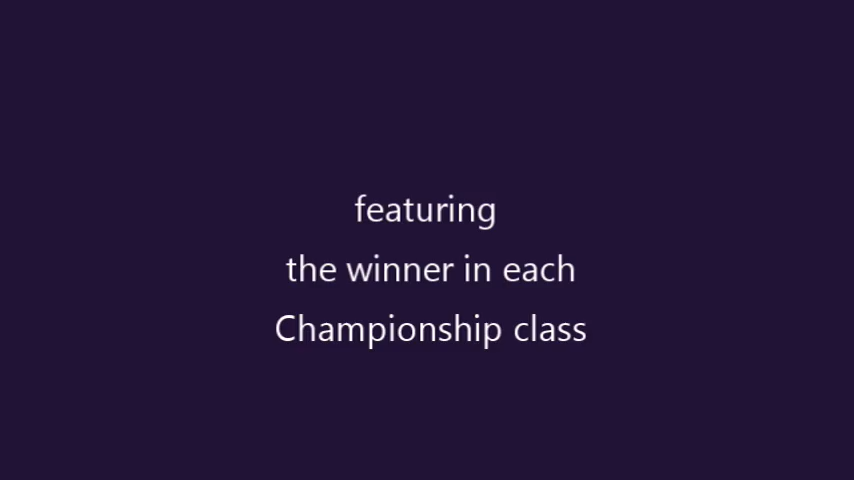 featuring
the winner in each
Championship class